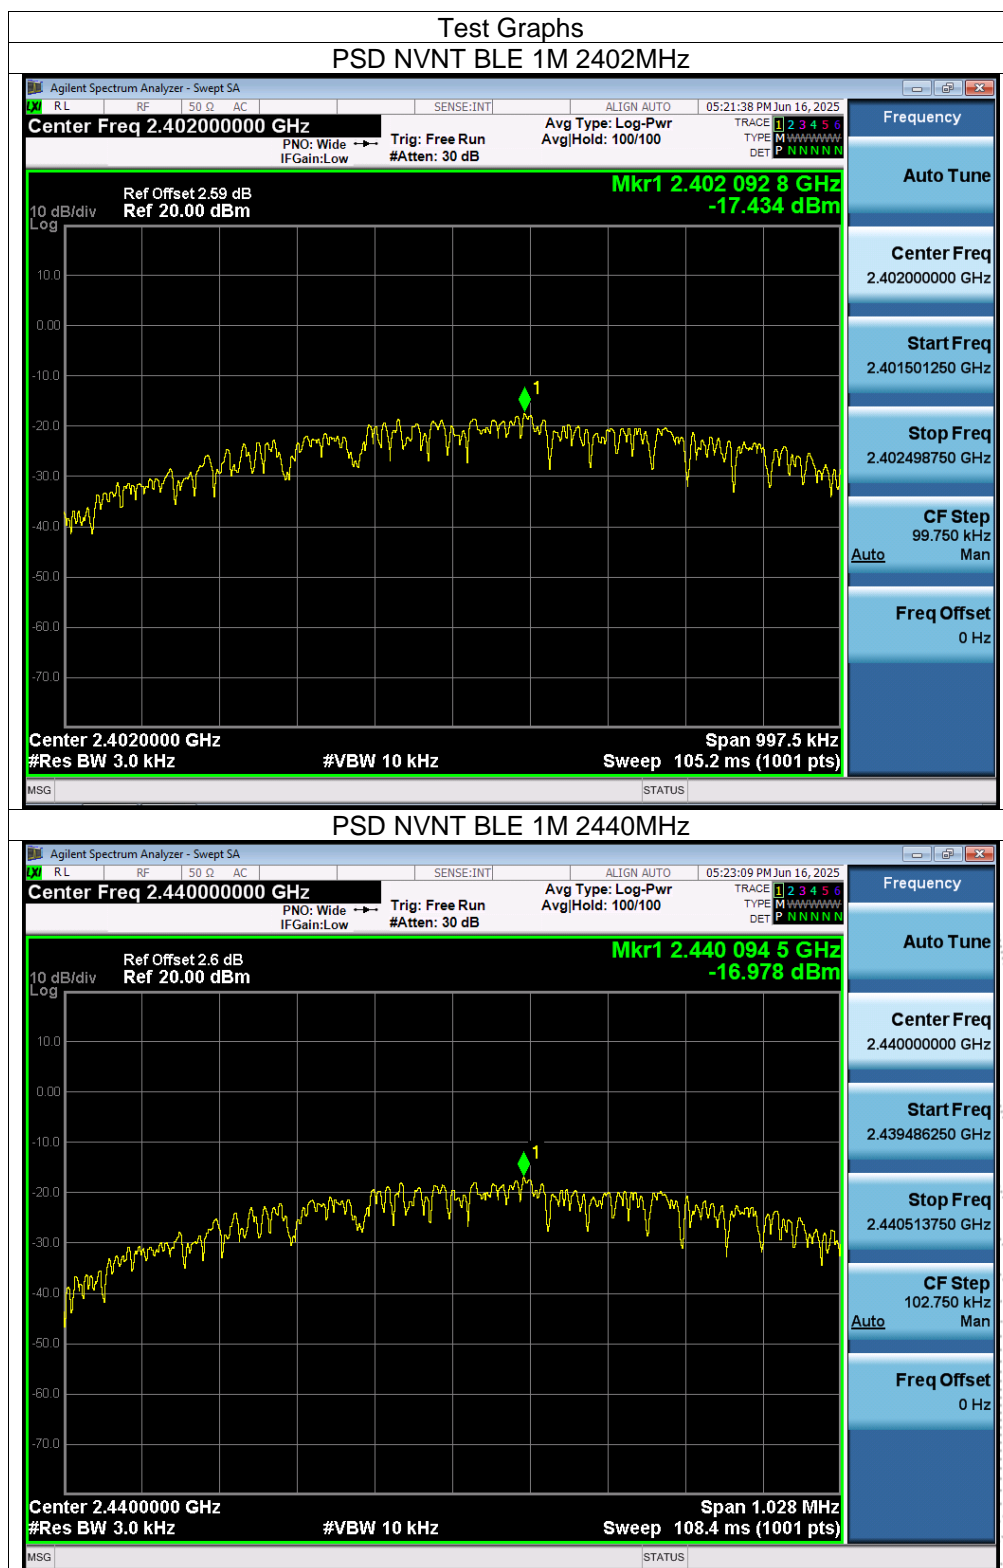 Test Graphs
PSD NVNT BLE 1M 2402MHz
Agilent Spectrum Analyzer - Swept SA
LXI RL RF 50 Ω AC SENSE:INT ALIGN AUTO 05:21:38 PM Jun 16, 2025
Center Freq 2.402000000 GHz
PNO: Wide
IFGain:Low
Trig: Free Run
#Atten: 30 dB
Avg Type: Log-Pwr
Avg|Hold: 100/100
TRACE 1 2 3 4 5 6
TYPE M WWWWW
DET P N N N N N
Frequency
Auto Tune
Center Freq
2.402000000 GHz
Start Freq
2.401501250 GHz
Stop Freq
2.402498750 GHz
CF Step
99.750 kHz
Auto Man
Freq Offset
0 Hz
Mkr1 2.402 092 8 GHz
-17.434 dBm
Ref Offset 2.59 dB
10 dB/div Ref 20.00 dBm
Log
10.0
0.00
-10.0
-20.0
-30.0
-40.0
-50.0
-60.0
-70.0
1
Center 2.4020000 GHz Span 997.5 kHz
#Res BW 3.0 kHz #VBW 10 kHz Sweep 105.2 ms (1001 pts)
MSG STATUS
PSD NVNT BLE 1M 2440MHz
Agilent Spectrum Analyzer - Swept SA
LXI RL RF 50 Ω AC SENSE:INT ALIGN AUTO 05:23:09 PM Jun 16, 2025
Center Freq 2.440000000 GHz
PNO: Wide
IFGain:Low
Trig: Free Run
#Atten: 30 dB
Avg Type: Log-Pwr
Avg|Hold: 100/100
TRACE 1 2 3 4 5 6
TYPE M WWWWW
DET P N N N N N
Frequency
Auto Tune
Center Freq
2.440000000 GHz
Start Freq
2.439486250 GHz
Stop Freq
2.440513750 GHz
CF Step
102.750 kHz
Auto Man
Freq Offset
0 Hz
Mkr1 2.440 094 5 GHz
-16.978 dBm
Ref Offset 2.6 dB
10 dB/div Ref 20.00 dBm
Log
10.0
0.00
-10.0
-20.0
-30.0
-40.0
-50.0
-60.0
-70.0
1
Center 2.4400000 GHz Span 1.028 MHz
#Res BW 3.0 kHz #VBW 10 kHz Sweep 108.4 ms (1001 pts)
MSG STATUS